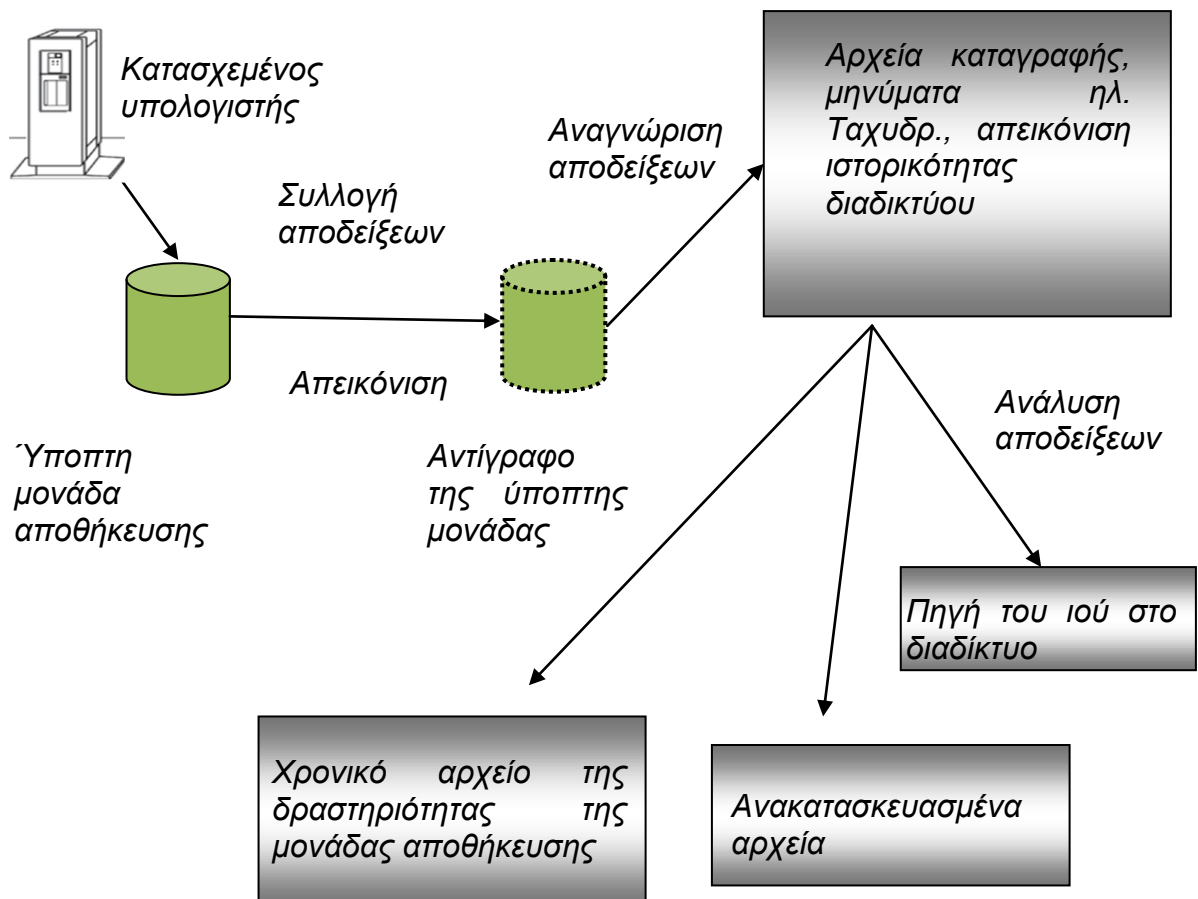 Κατασχεμένος
υπολογιστής
Συλλογή
αποδείξεων
Απεικόνιση
Αναγνώριση
αποδείξεων
Αρχεία καταγραφής,
μηνύματα ηλ.
Ταχυδρ., απεικόνιση
ιστορικότητας
διαδικτύου
Ύποπτη
μονάδα
αποθήκευσης
Αντίγραφο
της ύποπτης
μονάδας
Ανάλυση
αποδείξεων
Πηγή του ιού στο
διαδίκτυο
Χρονικό αρχείο της
δραστηριότητας της
μονάδας αποθήκευσης
Ανακατασκευασμένα
αρχεία